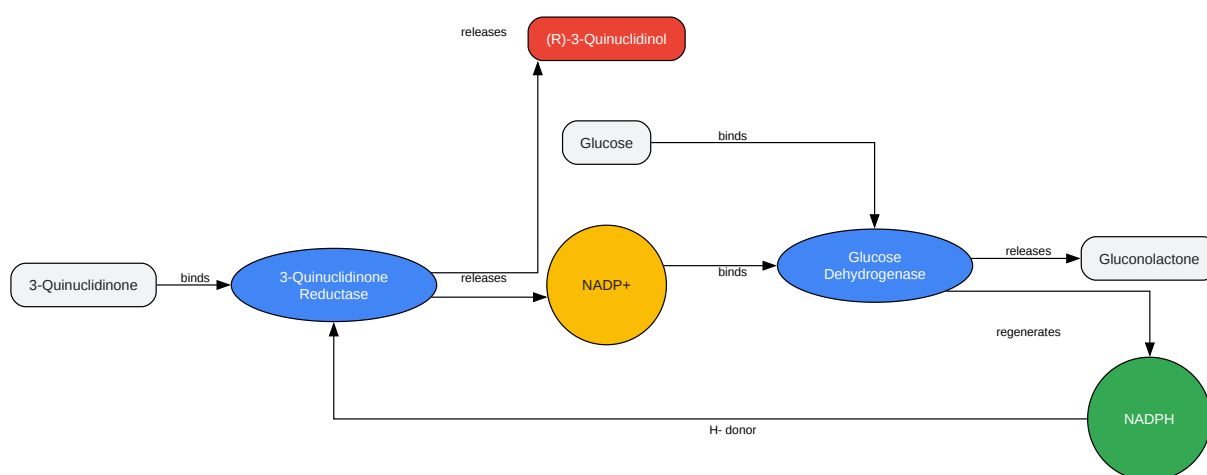 releases
(R)-3-Quinuclidinol
Glucose
binds
3-Quinuclidinone
binds
3-Quinuclidinone
Reductase
releases
NADP+
binds
Glucose
Dehydrogenase
releases
Gluconolactone
regenerates
NADPH
H- donor